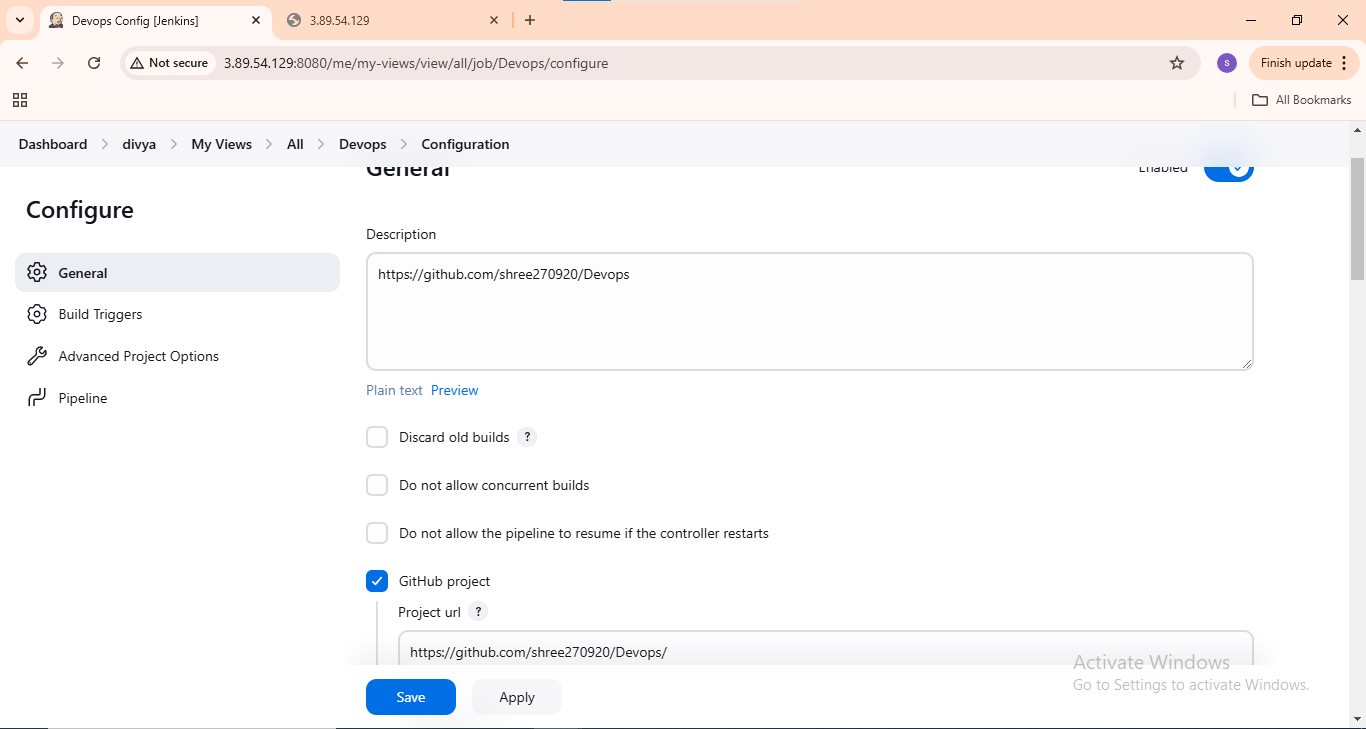 Devops Config [Jenkins]
3.89.54.129
Not secure
3.89.54.129:8080/me/my-views/view/all/job/Devops/configure
S
Finish update
All Bookmarks
Dashboard > divya > My Views > All > Devops > Configuration
General
Enabled
Configure
General
Build Triggers
Advanced Project Options
Pipeline
Description
https://github.com/shree270920/Devops
Plain text Preview
Discard old builds ?
Do not allow concurrent builds
Do not allow the pipeline to resume if the controller restarts
GitHub project
Project url ?
https://github.com/shree270920/Devops/
Activate Windows
Go to Settings to activate Windows.
Save
Apply